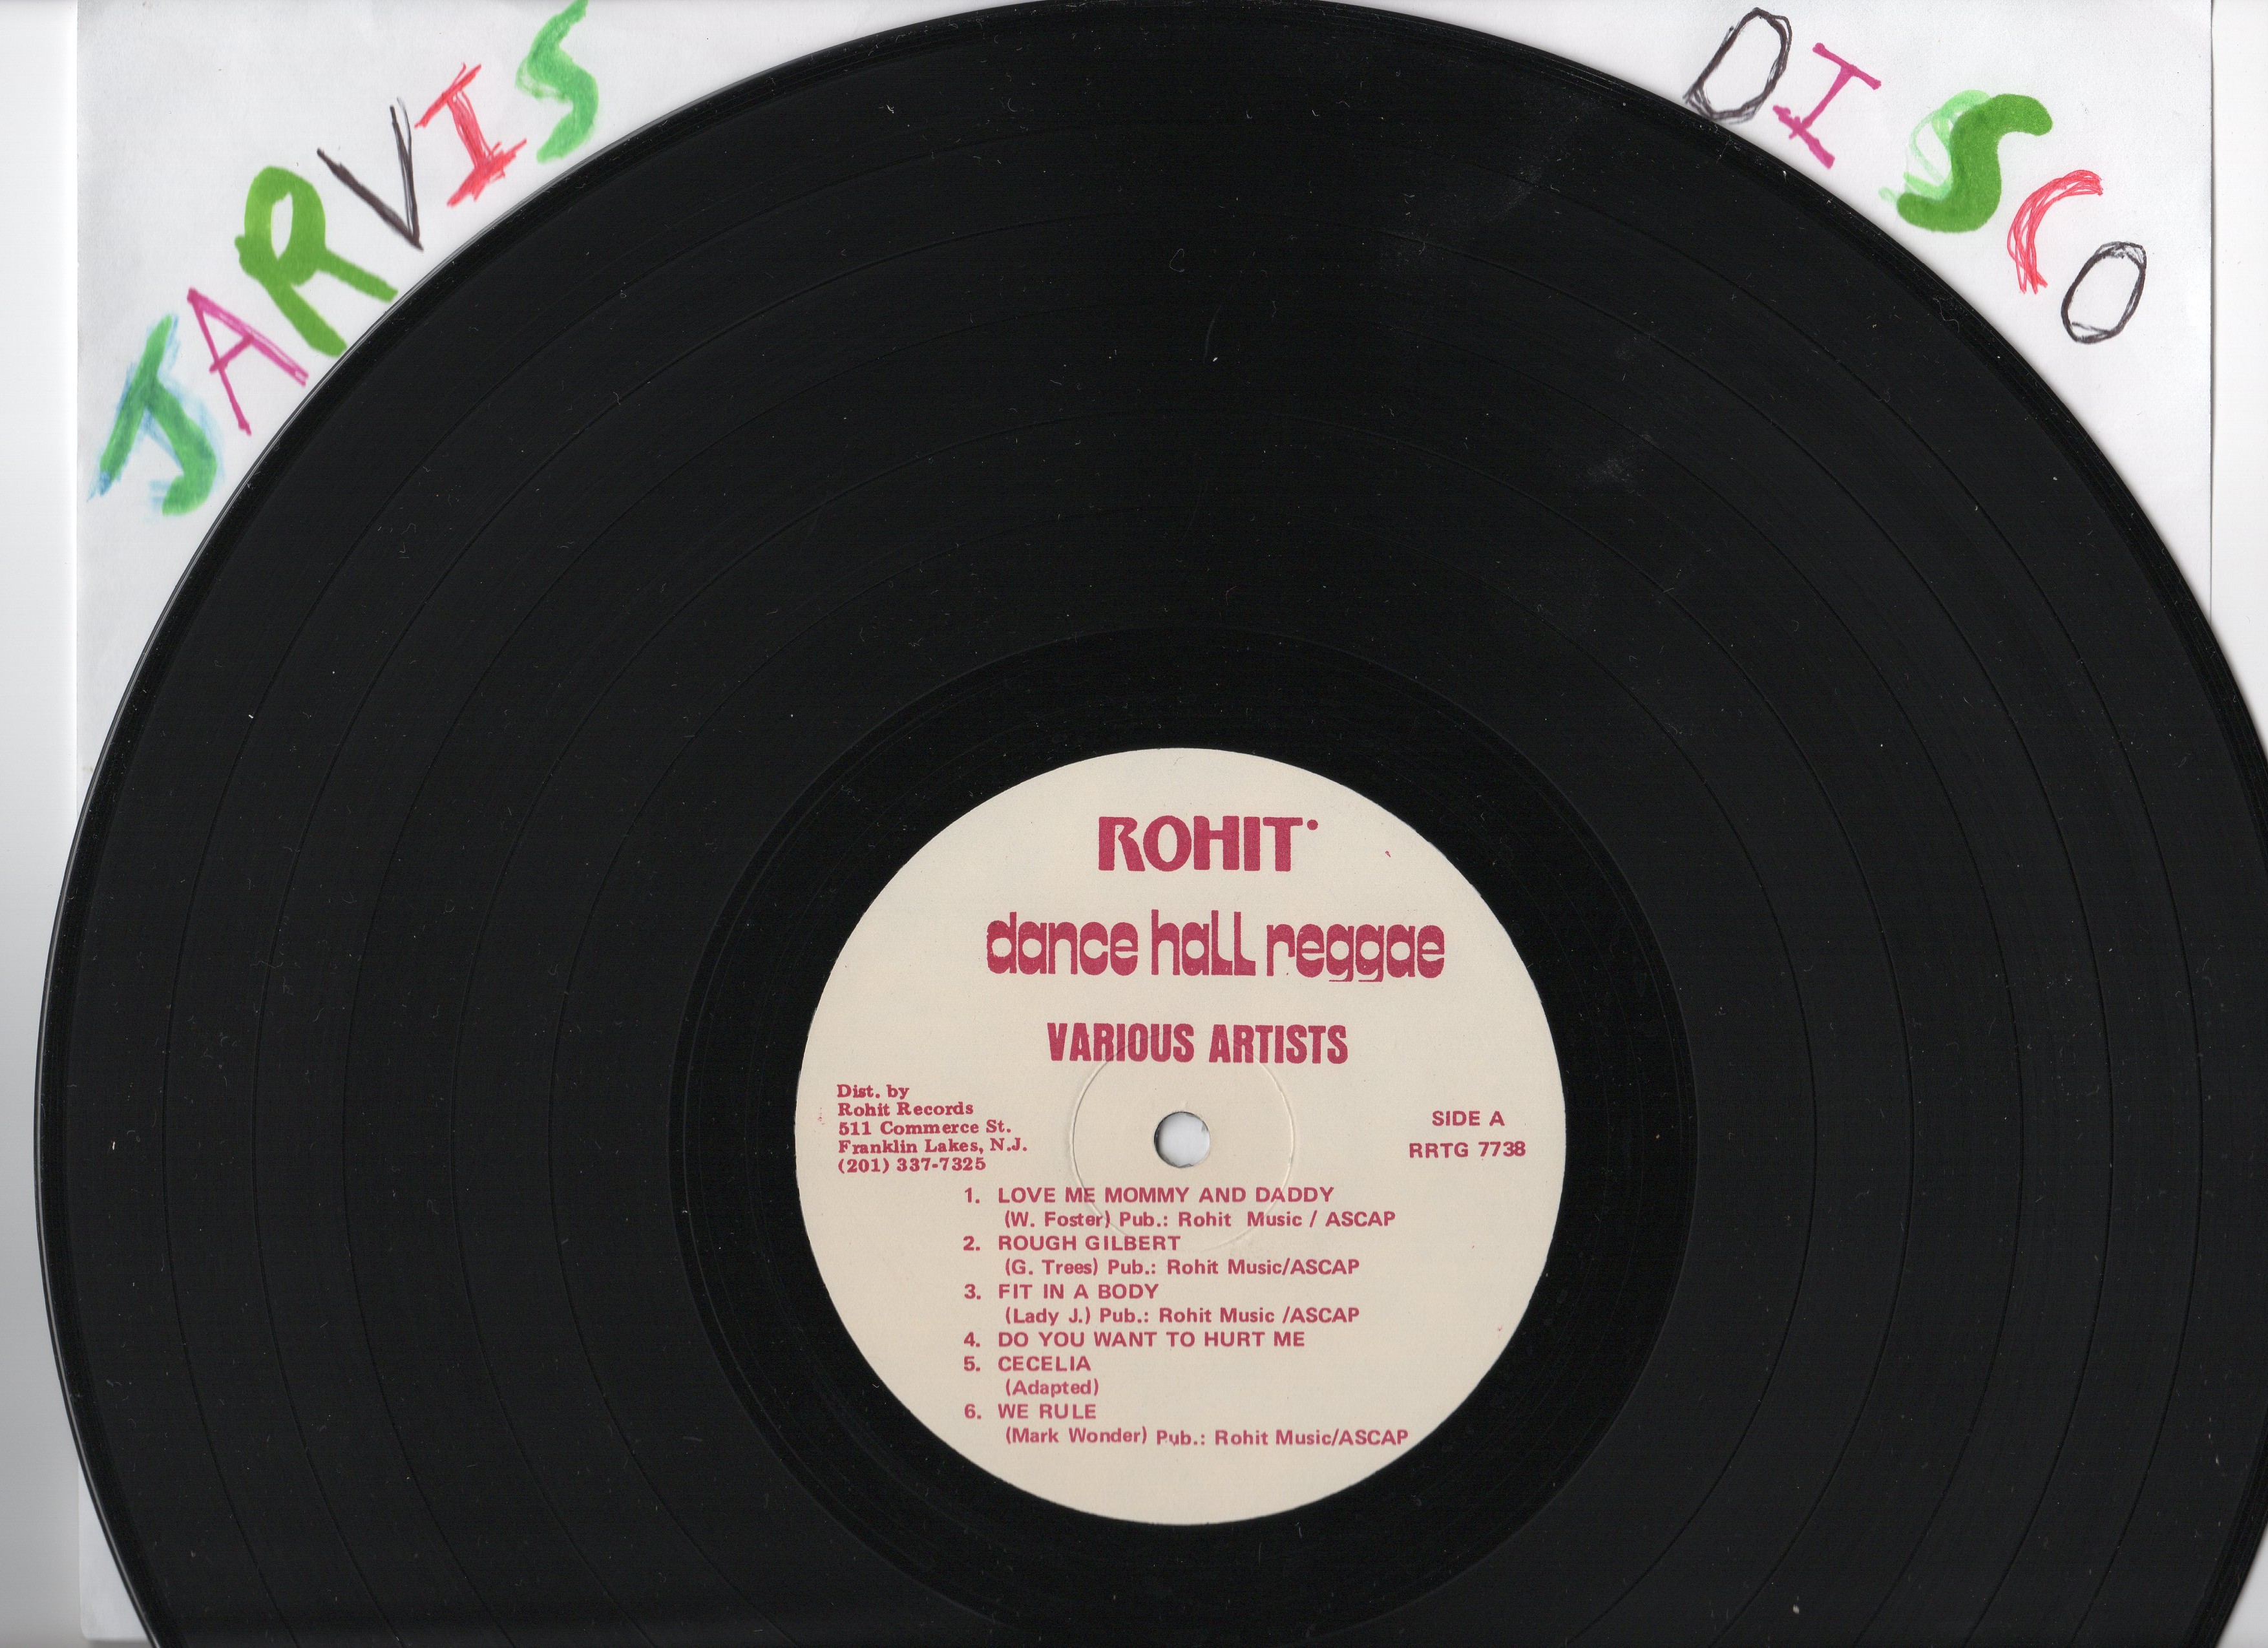 JARVIS
DISCO
ROHIT
dance hall reggae
VARIOUS ARTISTS
Dist. by
Rohit Records
511 Commerce St.
Franklin Lakes, N.J.
(201) 337-7325
SIDE A
RRTG 7738
1. LOVE ME MOMMY AND DADDY
(W. Foster) Pub.: Rohit Music / ASCAP
2. ROUGH GILBERT
(G. Trees) Pub.: Rohit Music/ASCAP
3. FIT IN A BODY
(Lady J.) Pub.: Rohit Music /ASCAP
4. DO YOU WANT TO HURT ME
5. CECELIA
(Adapted)
6. WE RULE
(Mark Wonder) Pub.: Rohit Music/ASCAP